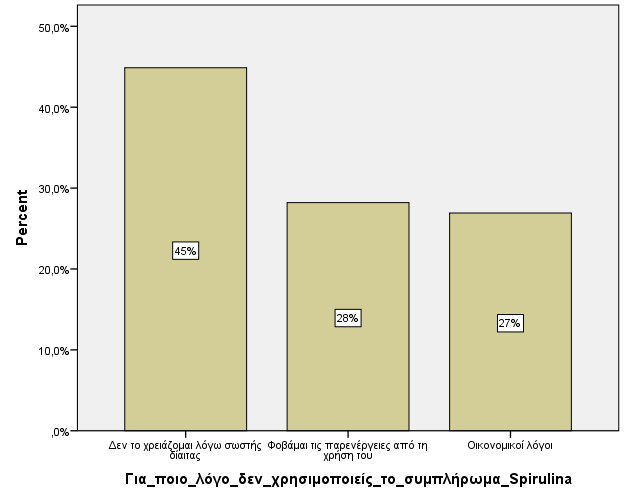 50,0%
40,0%
30,0%
20,0%
10,0%
,0%
Percent
45%
28%
27%
Δεν το χρειάζομαι λόγω σωστής
δίαιτας
Φοβάμαι τις παρενέργειες από τη
χρήση του
Οικονομικοί λόγοι
Για_ποιο_λόγο_δεν_χρησιμοποιείς_το_συμπλήρωμα_Spirulina